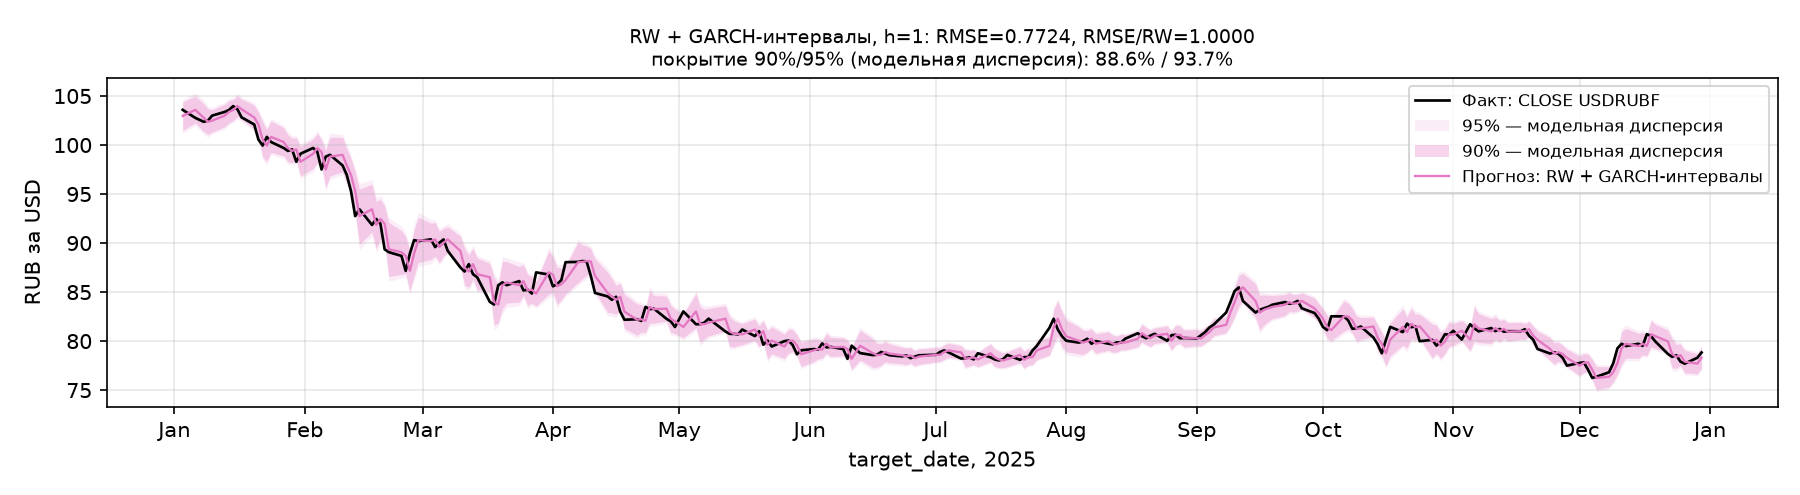 RW + GARCH-интервалы, h=1: RMSE=0.7724, RMSE/RW=1.0000
покрытие 90%/95% (модельная дисперсия): 88.6% / 93.7%
105
100
95
90
85
80
75
RUB за USD
Факт: CLOSE USDRUBF
95% — модельная дисперсия
90% — модельная дисперсия
Прогноз: RW + GARCH-интервалы
Jan Feb Mar Apr May Jun Jul Aug Sep Oct Nov Dec Jan
target_date, 2025